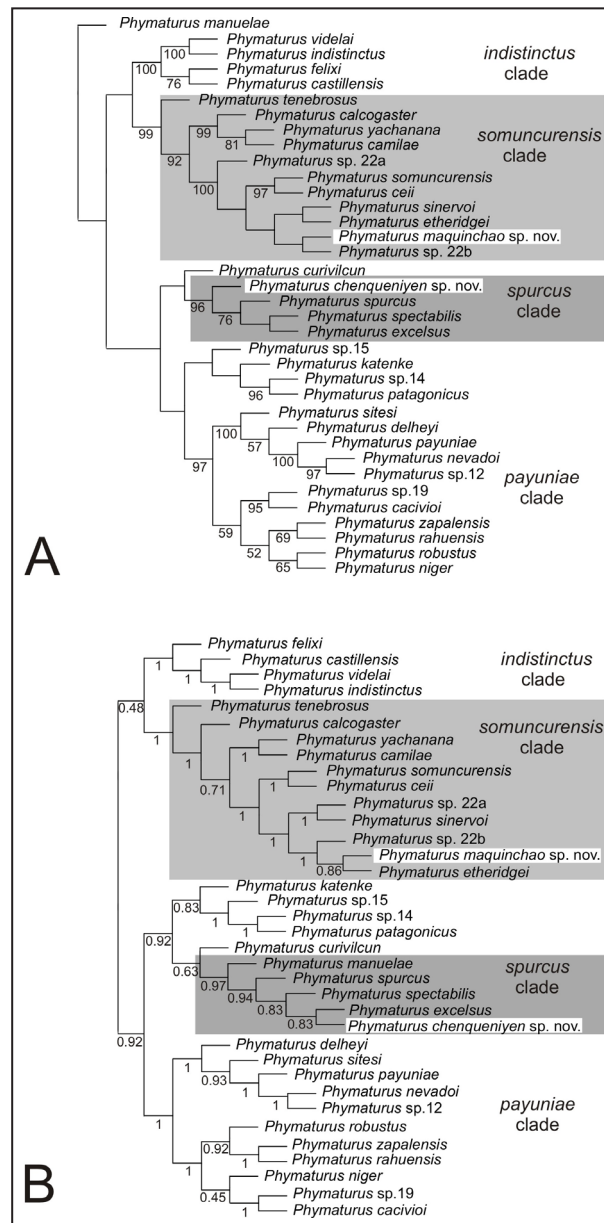 Phymaturus manuelae
Phymaturus videlai
100
Phymaturus indistinctus
indistinctus
clade
100
Phymaturus felixi
76
Phymaturus castillensis
99
Phymaturus tenebrosus
somuncurensis
clade
Phymaturus calcogaster
99
Phymaturus yachanana
92
81
Phymaturus camilae
Phymaturus sp. 22a
100
Phymaturus somuncurensis
97
Phymaturus ceii
Phymaturus sinervoi
Phymaturus etheridgei
Phymaturus maquinchao sp. nov.
Phymaturus sp. 22b
Phymaturus curivilcun
Phymaturus chenqueniyen sp. nov.
spurcus
clade
96
Phymaturus spurcus
76
Phymaturus spectabilis
Phymaturus excelsus
Phymaturus sp.15
Phymaturus katenke
Phymaturus sp.14
96
Phymaturus patagonicus
Phymaturus sitesi
100
Phymaturus delheyi
57
Phymaturus payuniae
97
100
Phymaturus nevadoi
97
Phymaturus sp.12
payuniae
clade
Phymaturus sp.19
95
Phymaturus cacivioi
59
Phymaturus zapalensis
69
Phymaturus rahuensis
52
Phymaturus robustus
65
Phymaturus niger
A
Phymaturus felixi
indistinctus
clade
Phymaturus castillensis
1
Phymaturus videlai
1
Phymaturus indistinctus
0.48
Phymaturus tenebrosus
somuncurensis
clade
1
Phymaturus calcogaster
1
Phymaturus yachanana
1
Phymaturus camilae
0.71
Phymaturus somuncurensis
1
Phymaturus ceii
Phymaturus sp. 22a
1
1
Phymaturus sinervoi
Phymaturus sp. 22b
1
Phymaturus maquinchao sp. nov.
0.86
Phymaturus etheridgei
Phymaturus katenke
0.83
Phymaturus sp.15
Phymaturus sp.14
1
1
Phymaturus patagonicus
0.92
Phymaturus curivilcun
0.63
Phymaturus manuelae
spurcus
clade
0.97
Phymaturus spurcus
0.94
Phymaturus spectabilis
0.83
Phymaturus excelsus
0.83
Phymaturus chenqueniyen sp. nov.
0.92
Phymaturus delheyi
1
Phymaturus sitesi
0.93
Phymaturus payuniae
1
Phymaturus nevadoi
1
Phymaturus sp.12
payuniae
clade
1
Phymaturus robustus
0.92
Phymaturus zapalensis
1
Phymaturus rahuensis
1
Phymaturus niger
0.45
Phymaturus sp.19
1
Phymaturus cacivioi
B